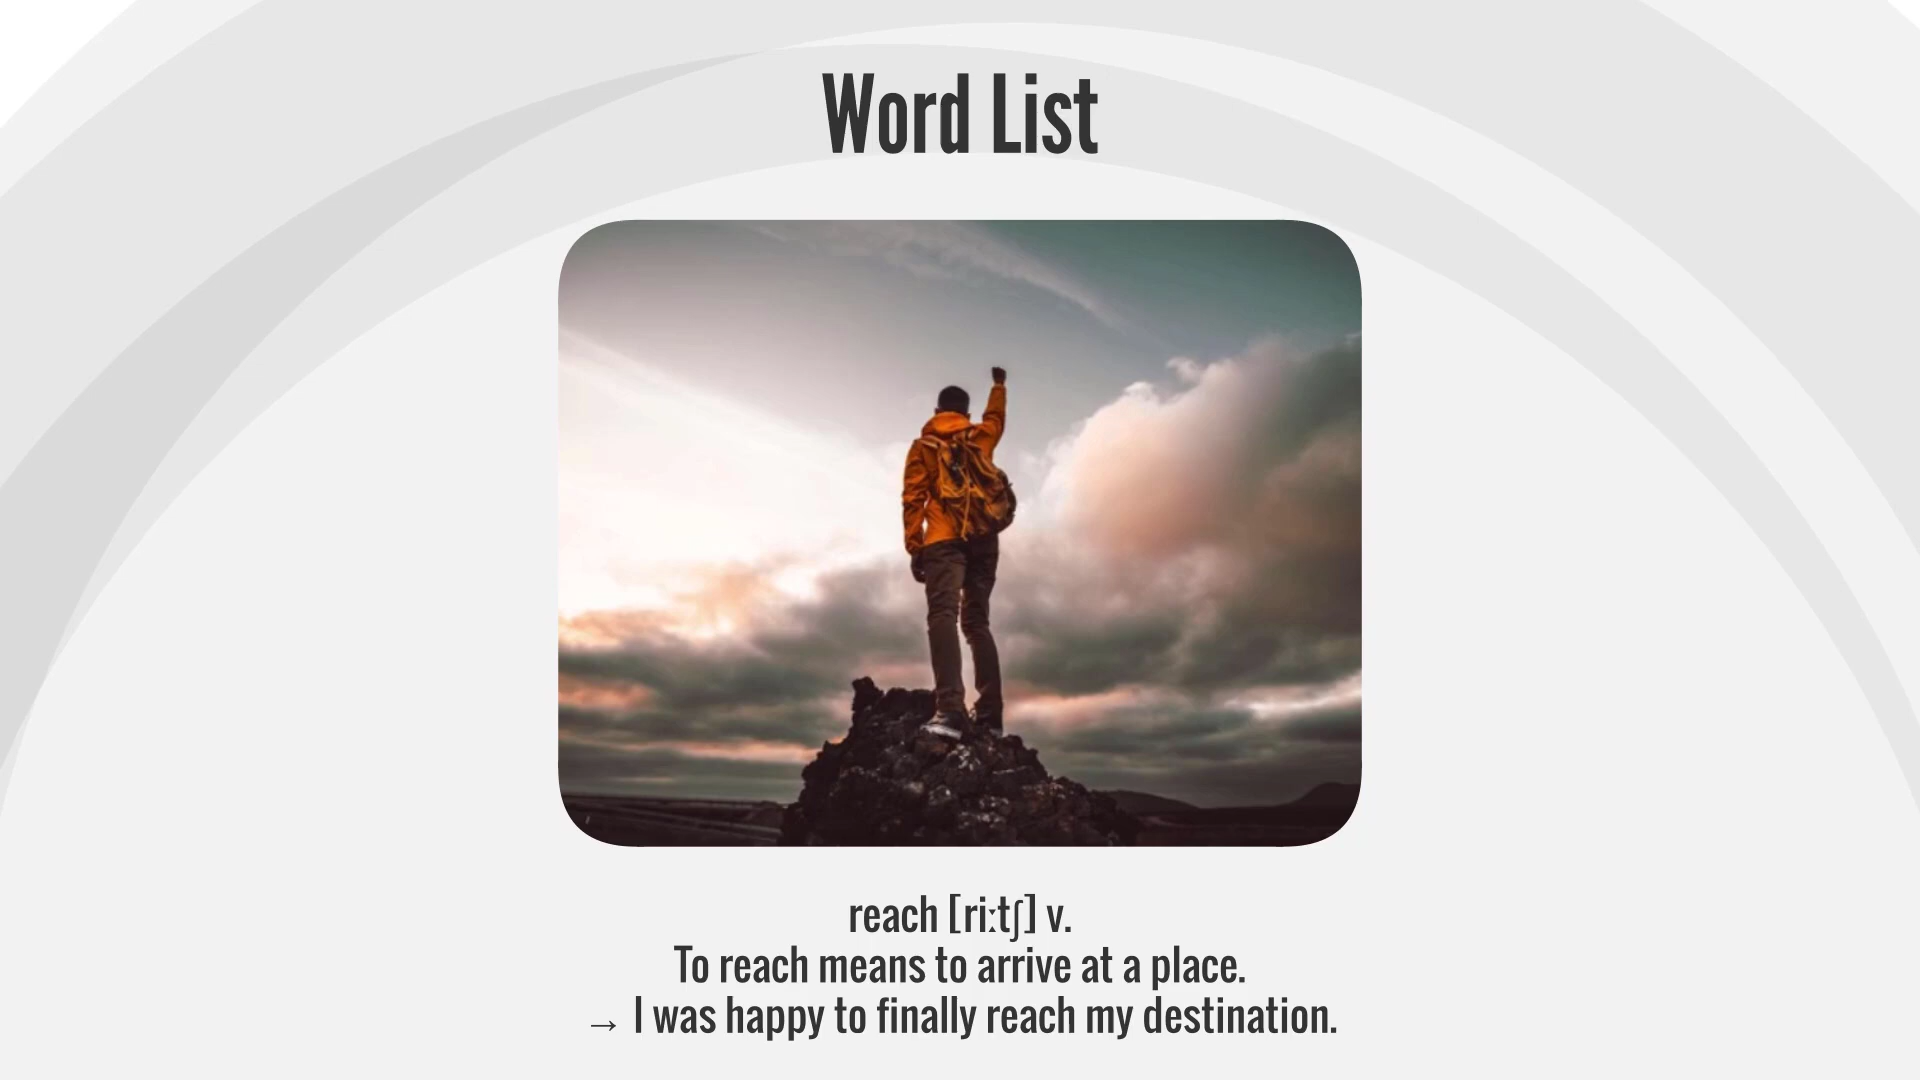 Word List
reach [riːtʃ] v.
To reach means to arrive at a place.
→ I was happy to finally reach my destination.